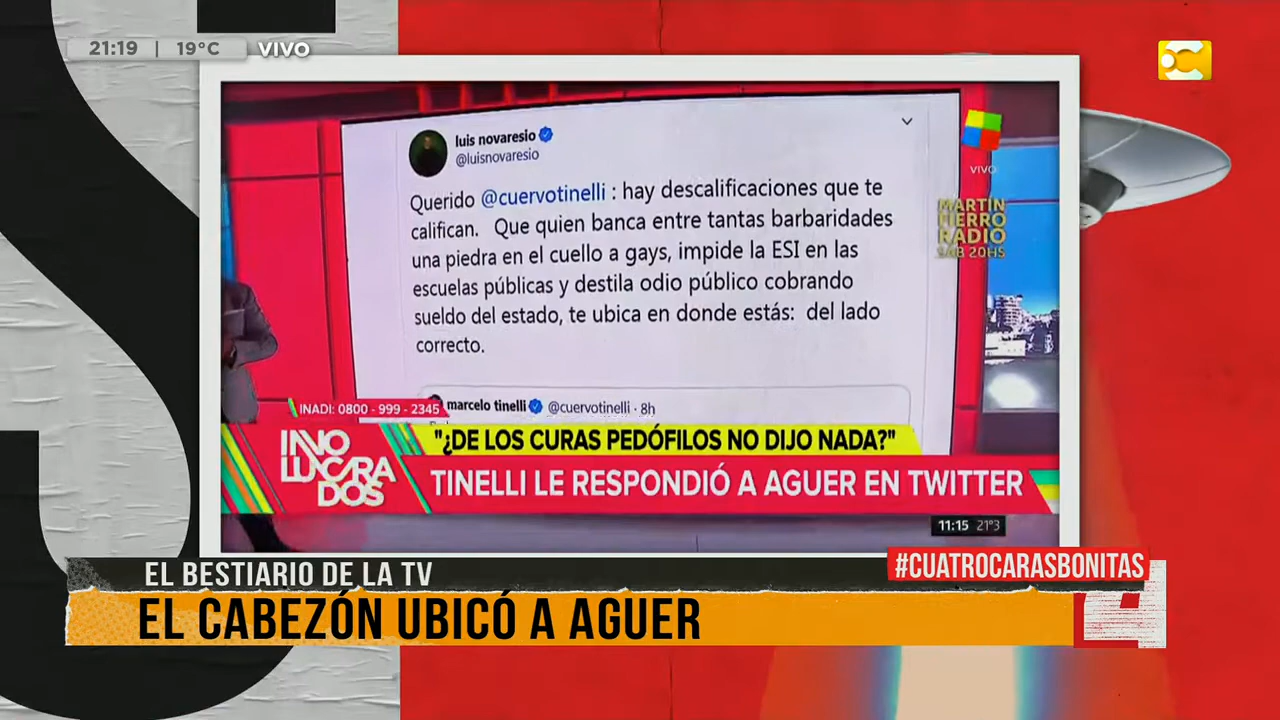 21:19 | 19°C VIVO
luis novaresio
@luisnovaresio
Querido @cuervotinelli : hay descalificaciones que te
califican. Que quien banca entre tantas barbaridades
una piedra en el cuello a gays, impide la ESI en las
escuelas públicas y destila odio público cobrando
sueldo del estado, te ubica en donde estás: del lado
correcto.
marcelo tinelli @cuervotinelli · 8h
VIVO
MARTIN
FIERRO
RADIO
SAB 20HS
INADI: 0800 - 999 - 2345
INVO
LUCRA
DOS
"¿DE LOS CURAS PEDÓFILOS NO DIJO NADA?"
TINELLI LE RESPONDIÓ A AGUER EN TWITTER
11:15 21°3
#CUATROCARASBONITAS
EL BESTIARIO DE LA TV
EL CABEZÓN UBICÓ A AGUER